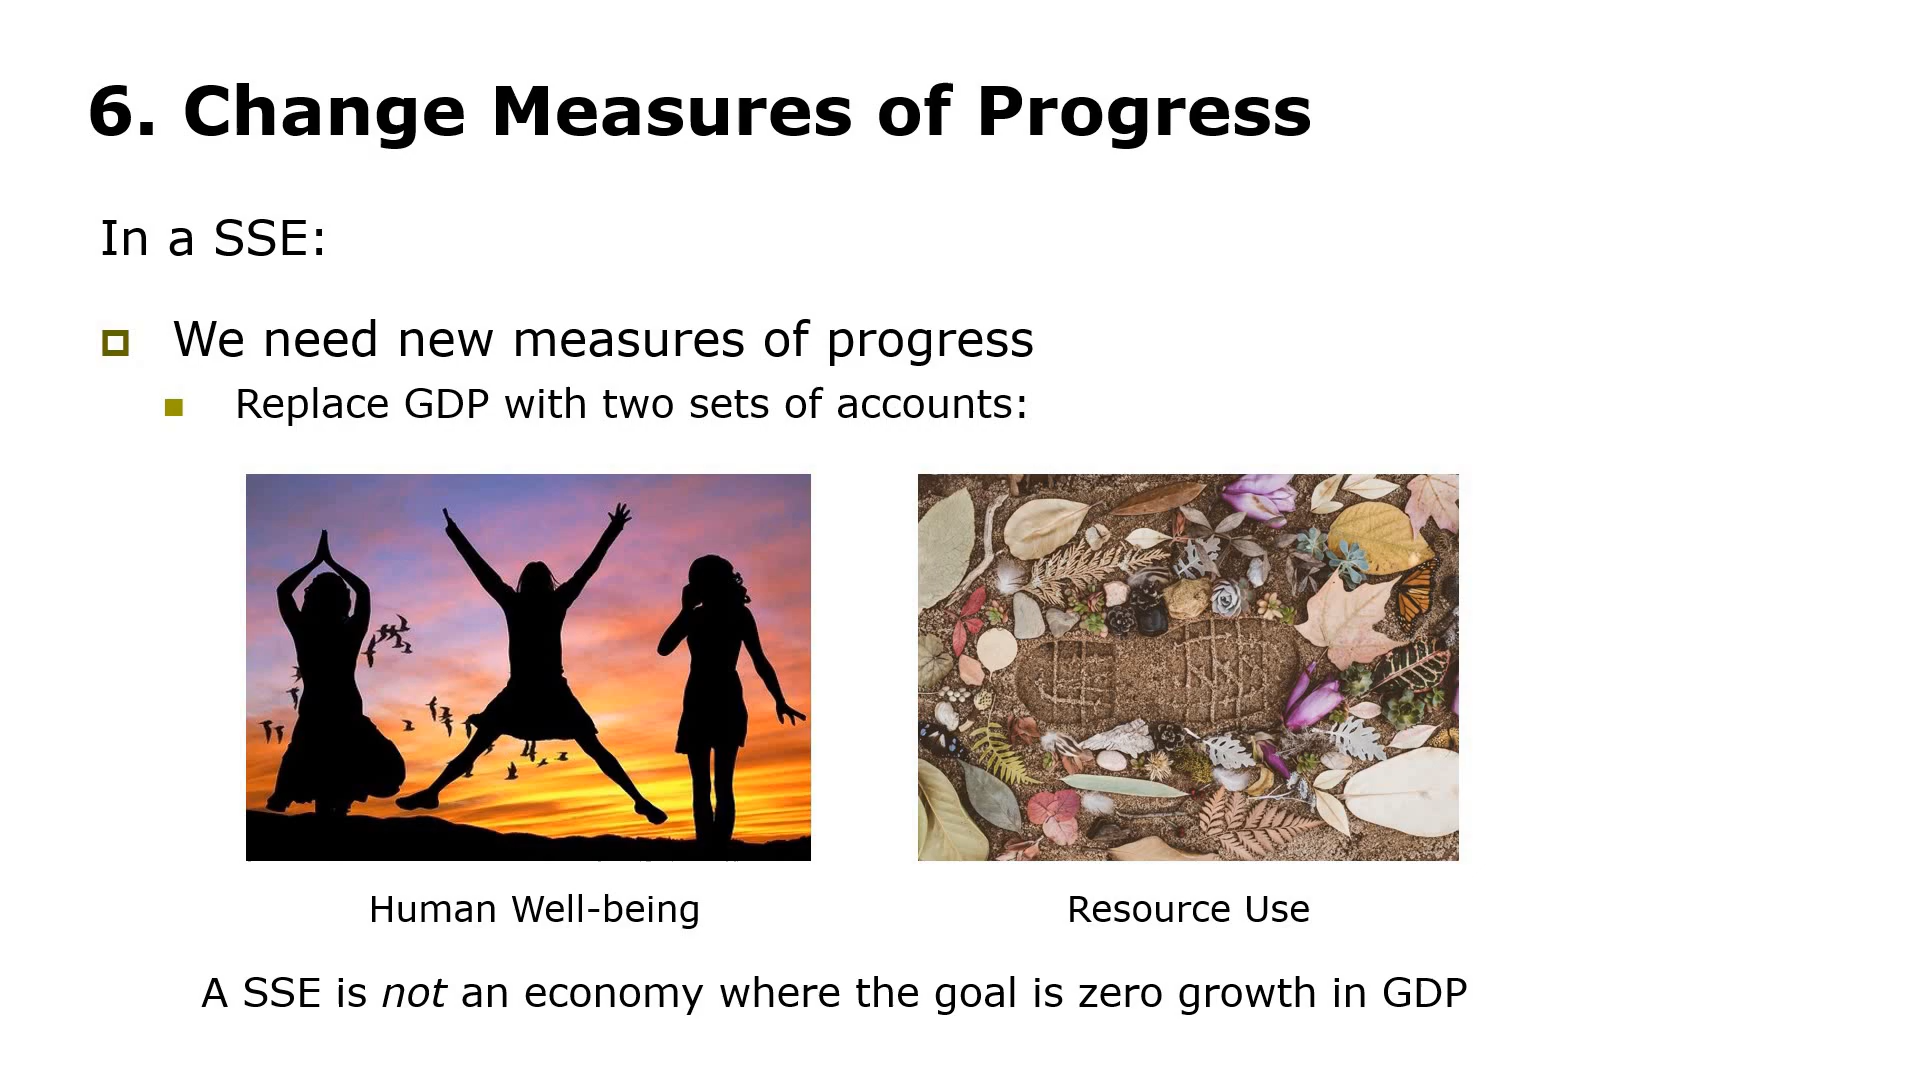 6. Change Measures of Progress
In a SSE:
We need new measures of progress
Replace GDP with two sets of accounts:
Human Well-being
Resource Use
A SSE is not an economy where the goal is zero growth in GDP